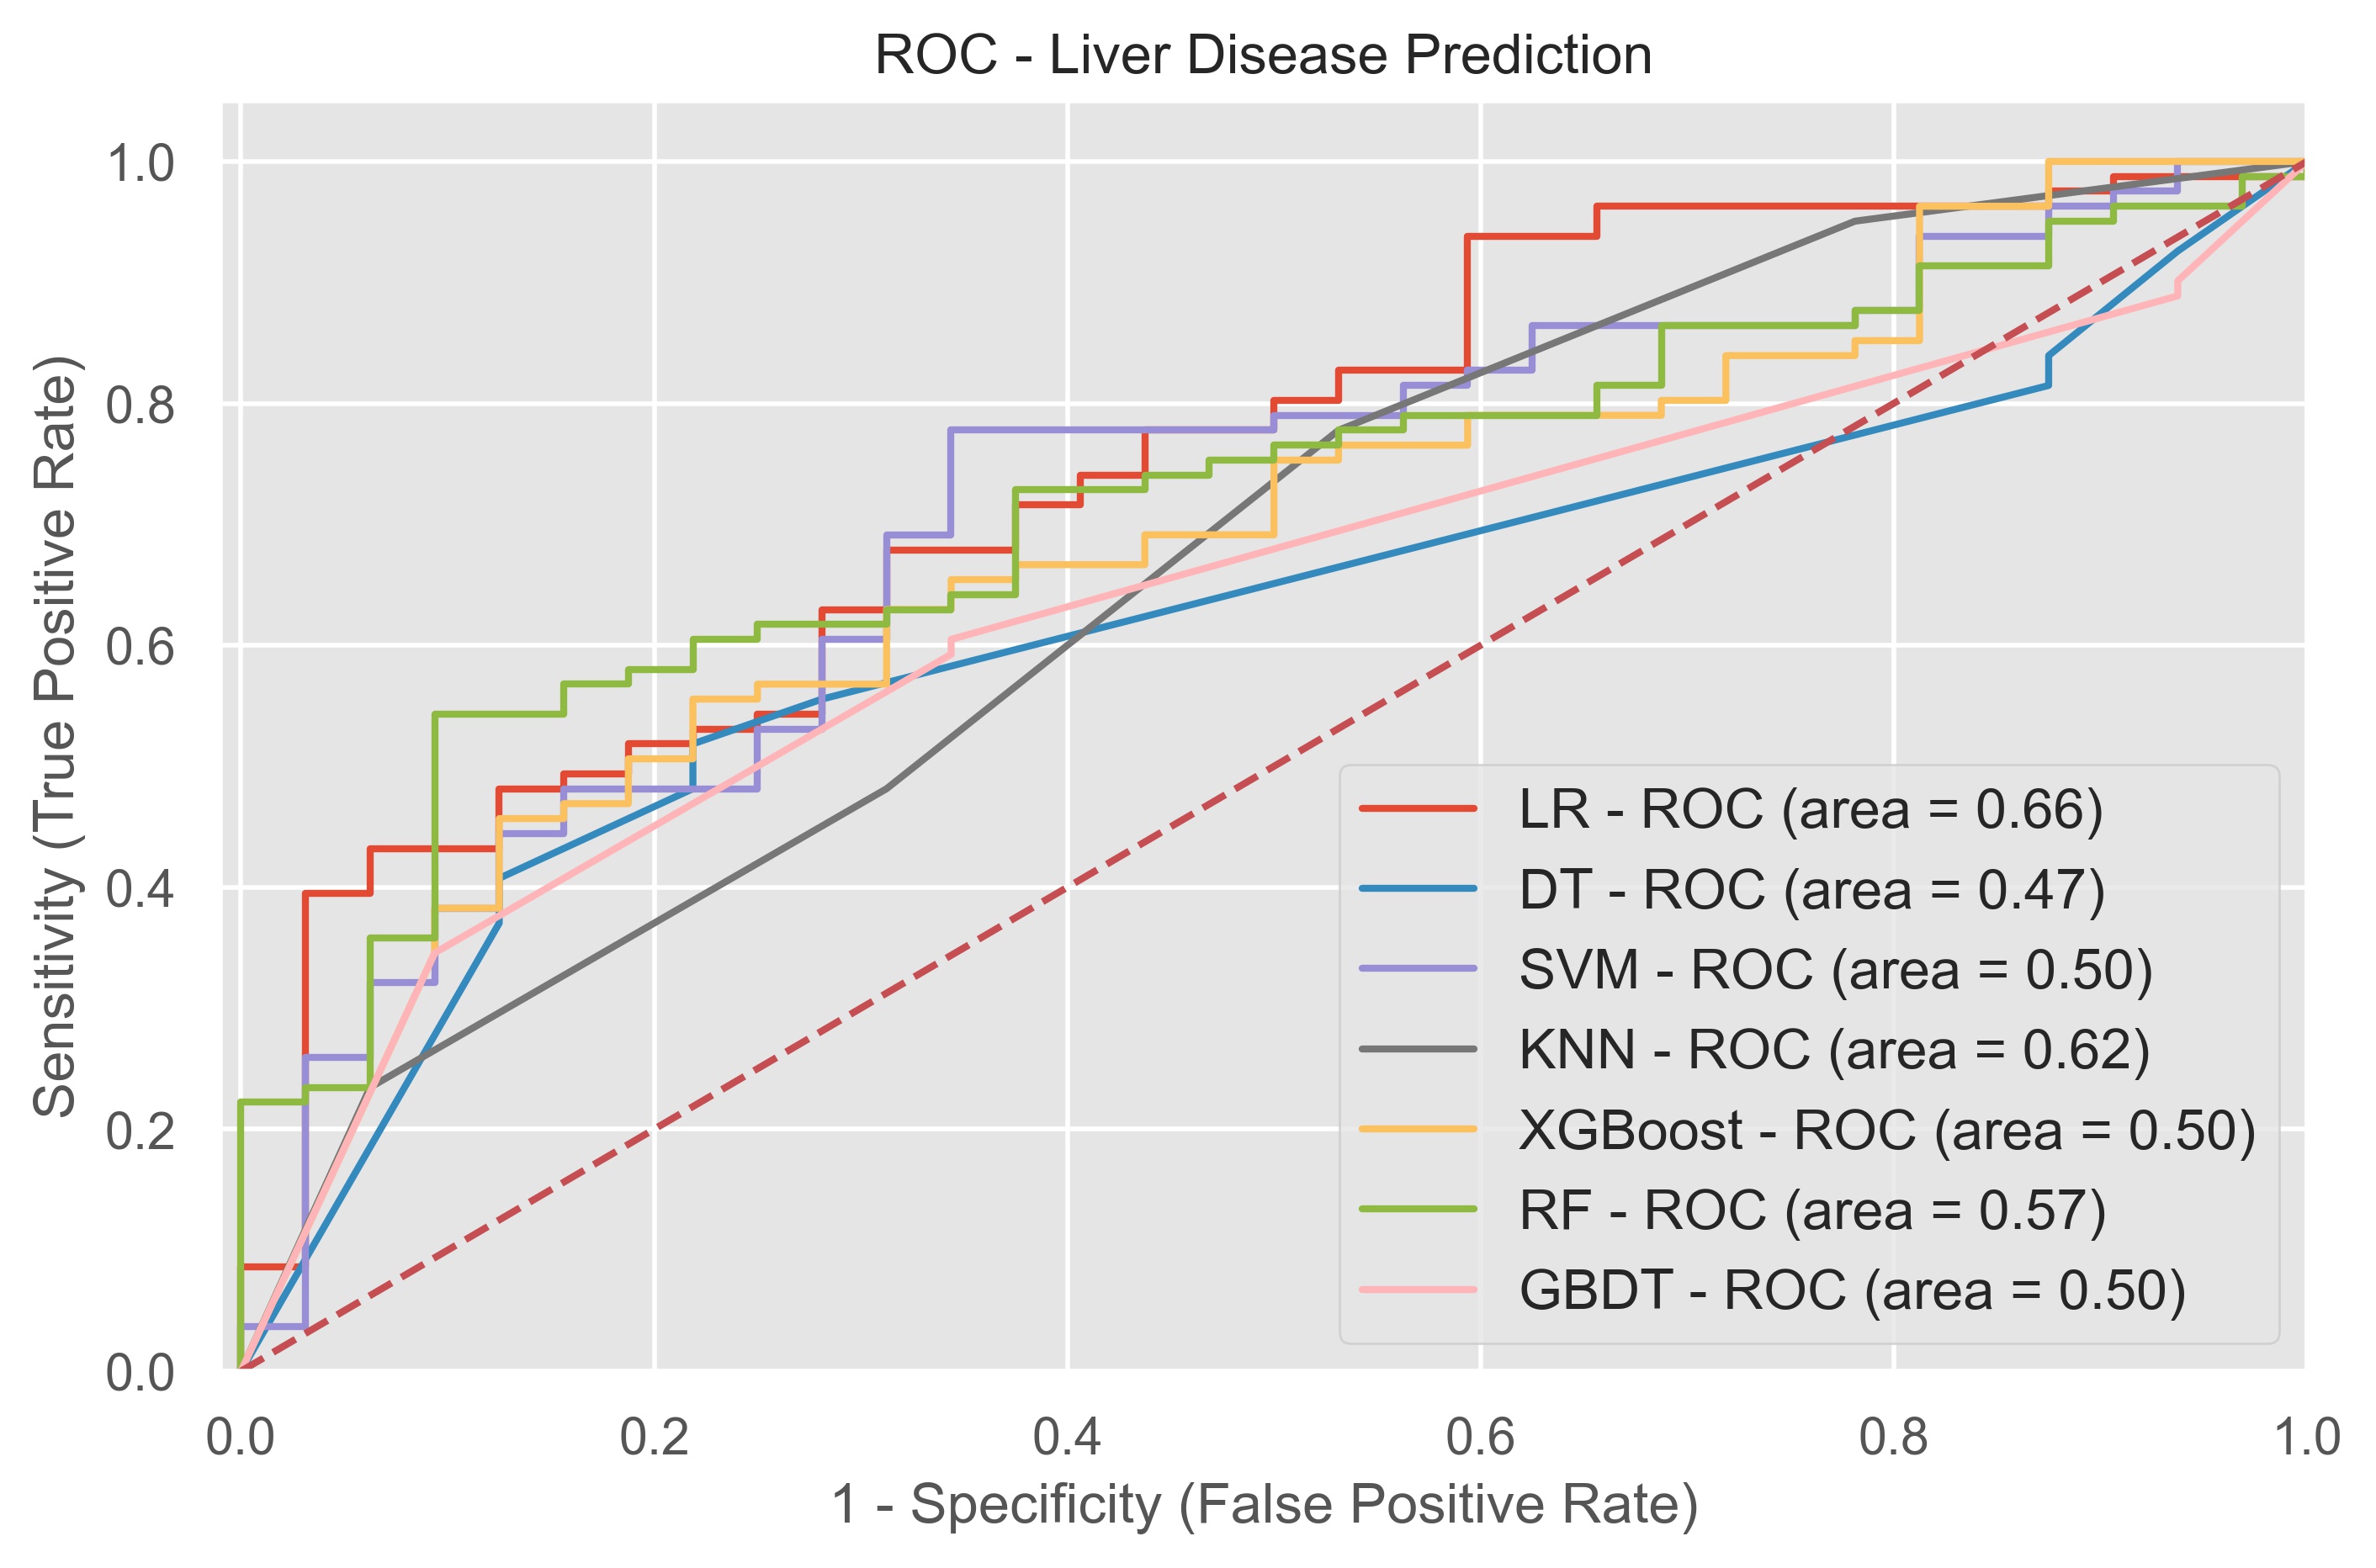 ROC - Liver Disease Prediction
Sensitivity (True Positive Rate)
1.0
0.8
0.6
0.4
0.2
0.0
LR - ROC (area = 0.66)
DT - ROC (area = 0.47)
SVM - ROC (area = 0.50)
KNN - ROC (area = 0.62)
XGBoost - ROC (area = 0.50)
RF - ROC (area = 0.57)
GBDT - ROC (area = 0.50)
0.0 0.2 0.4 0.6 0.8 1.0
1 - Specificity (False Positive Rate)